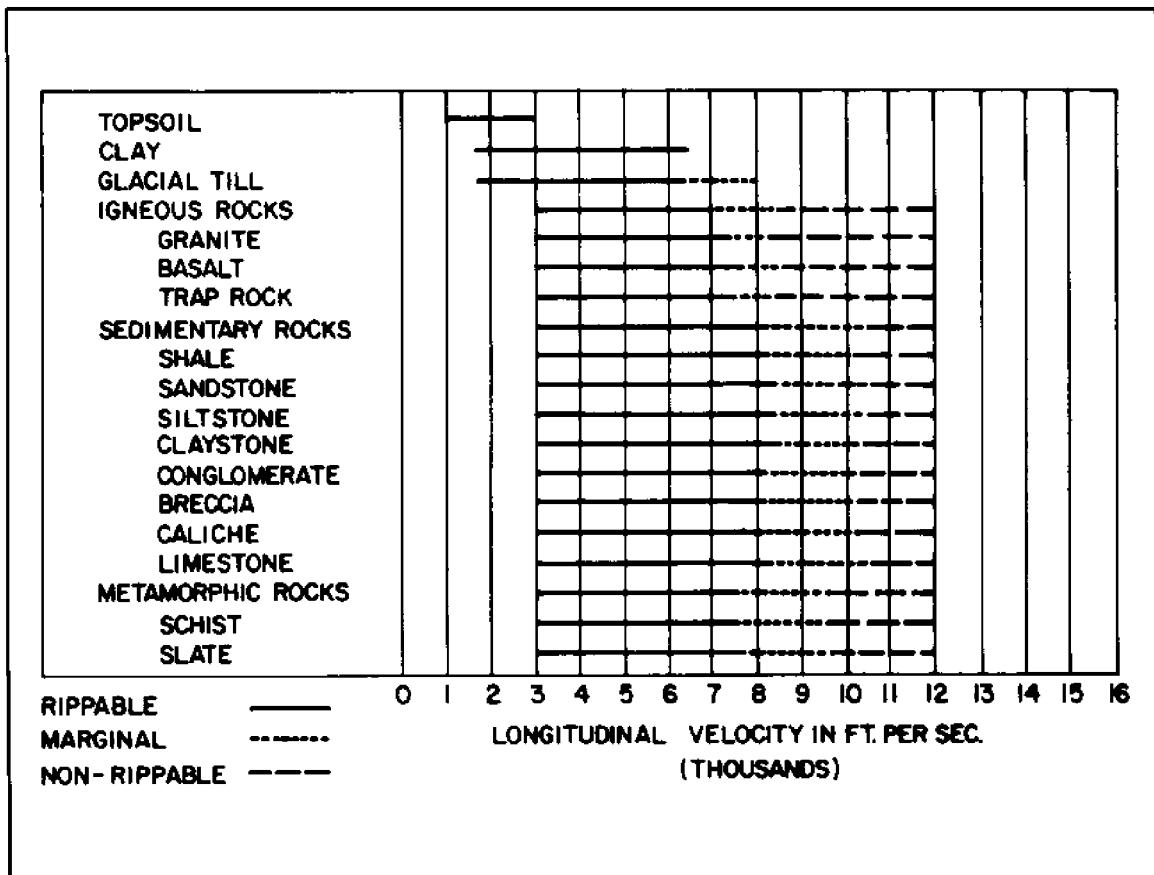 TOPSOIL
CLAY
GLACIAL TILL
IGNEOUS ROCKS
GRANITE
BASALT
TRAP ROCK
SEDIMENTARY ROCKS
SHALE
SANDSTONE
SILTSTONE
CLAYSTONE
CONGLOMERATE
BRECCIA
CALICHE
LIMESTONE
METAMORPHIC ROCKS
SCHIST
SLATE
0 1 2 3 4 5 6 7 8 9 10 11 12 13 14 15 16
LONGITUDINAL VELOCITY IN FT. PER SEC.
(THOUSANDS)
RIPPABLE
MARGINAL
NON-RIPPABLE